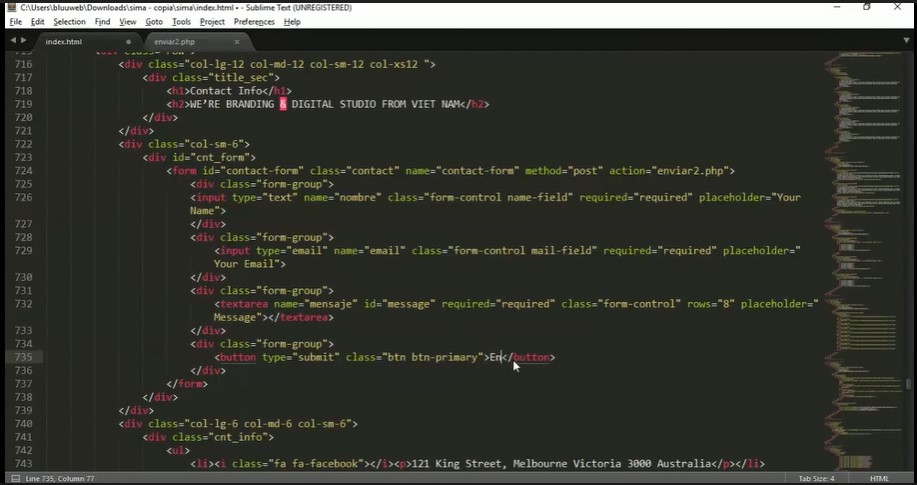 C:\Users\bluuweb\Downloads\sima - copia\sima\index.html • - Sublime Text (UNREGISTERED)
File Edit Selection Find View Goto Tools Project Preferences Help
index.html enviar2.php
716 <div class="col-lg-12 col-md-12 col-sm-12 col-xs12 ">
717 <div class="title_sec">
718 <h1>Contact Info</h1>
719 <h2>WE'RE BRANDING & DIGITAL STUDIO FROM VIET NAM</h2>
720 </div>
721 </div>
722 <div class="col-sm-6">
723 <div id="cnt_form">
724 <form id="contact-form" class="contact" name="contact-form" method="post" action="enviar2.php">
725 <div class="form-group">
726 <input type="text" name="nombre" class="form-control name-field" required="required" placeholder="Your
Name">
727 </div>
728 <div class="form-group">
729 <input type="email" name="email" class="form-control mail-field" required="required" placeholder="
Your Email">
730 </div>
731 <div class="form-group">
732 <textarea name="mensaje" id="message" required="required" class="form-control" rows="8" placeholder="
Message"></textarea>
733 </div>
734 <div class="form-group">
735 <button type="submit" class="btn btn-primary">En</button>
736 </div>
737 </form>
738 </div>
739 </div>
740 <div class="col-lg-6 col-md-6 col-sm-6">
741 <div class="cnt_info">
742 <ul>
743 <li><i class="fa fa-facebook"></i><p>121 King Street, Melbourne Victoria 3000 Australia</p></li>
Line 735, Column 77 Tab Size: 4 HTML